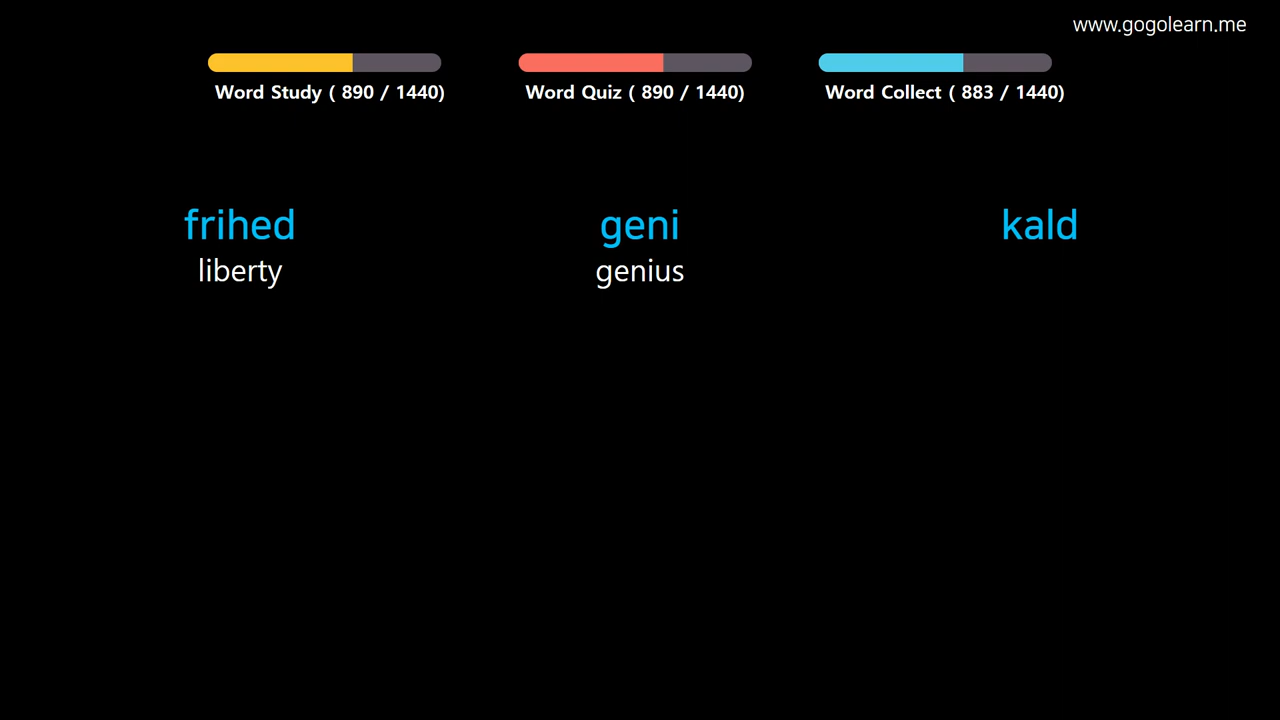 www.gogolearn.me
Word Study ( 890 / 1440)
Word Quiz ( 890 / 1440)
Word Collect ( 883 / 1440)
frihed
liberty
geni
genius
kald